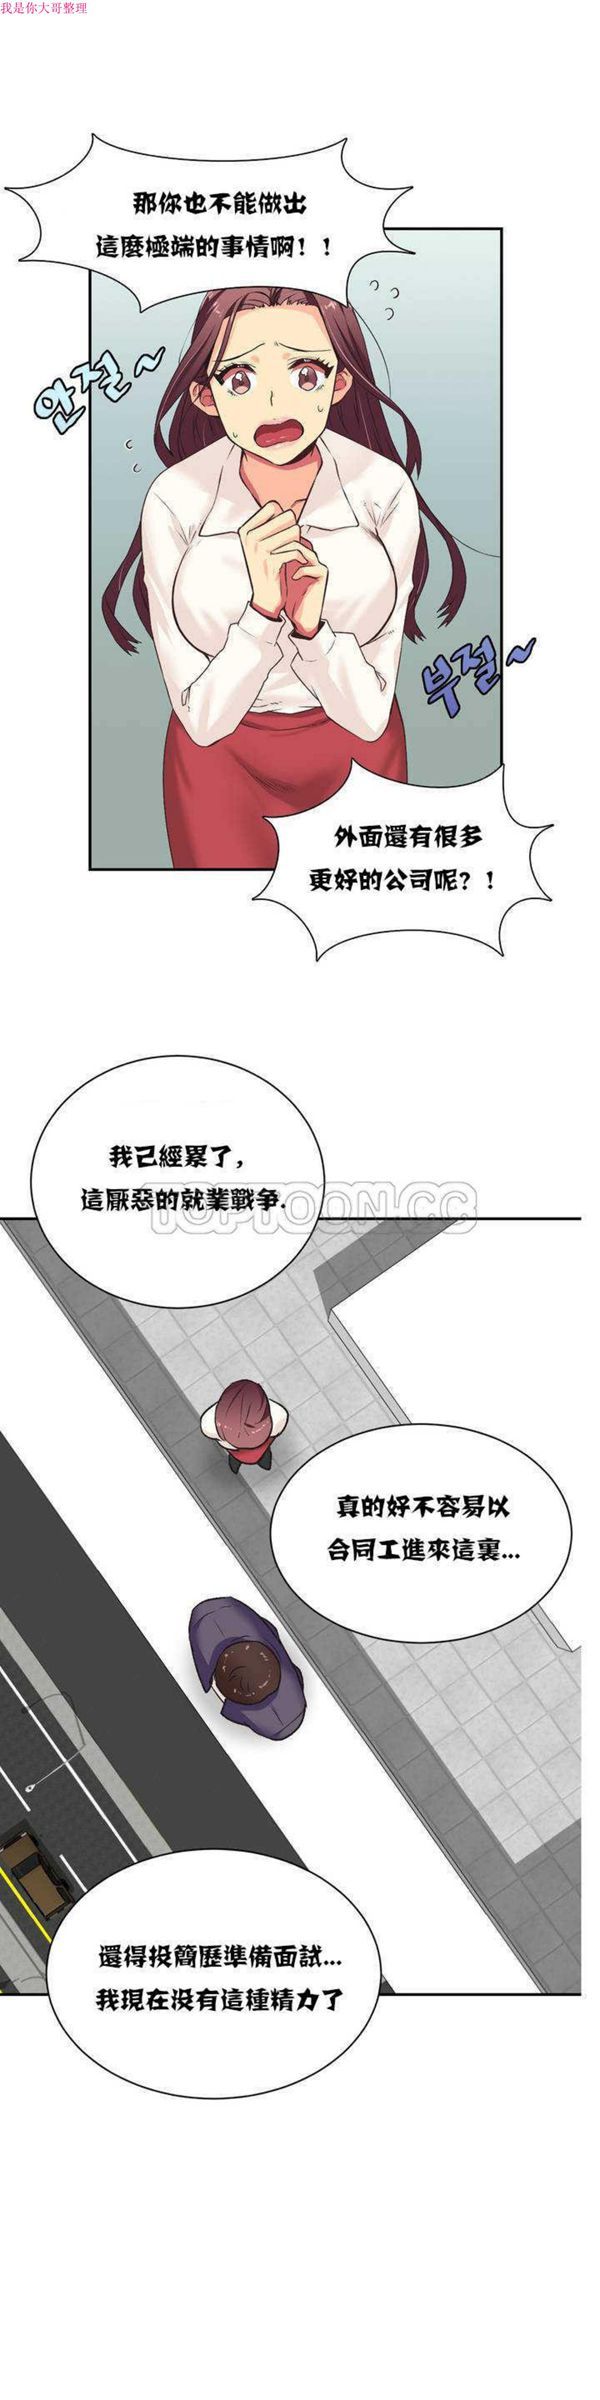 我是你大哥整理
那你也不能做出
這麼極端的事情啊！！
안절~
부절~
外面還有很多
更好的公司呢？！
我已經累了，
這厭惡的就業戰争.
TOPTOON.CC
真的好不容易以
合同工進來這裏...
還得投簡歷準備面試...
我現在没有這種精力了